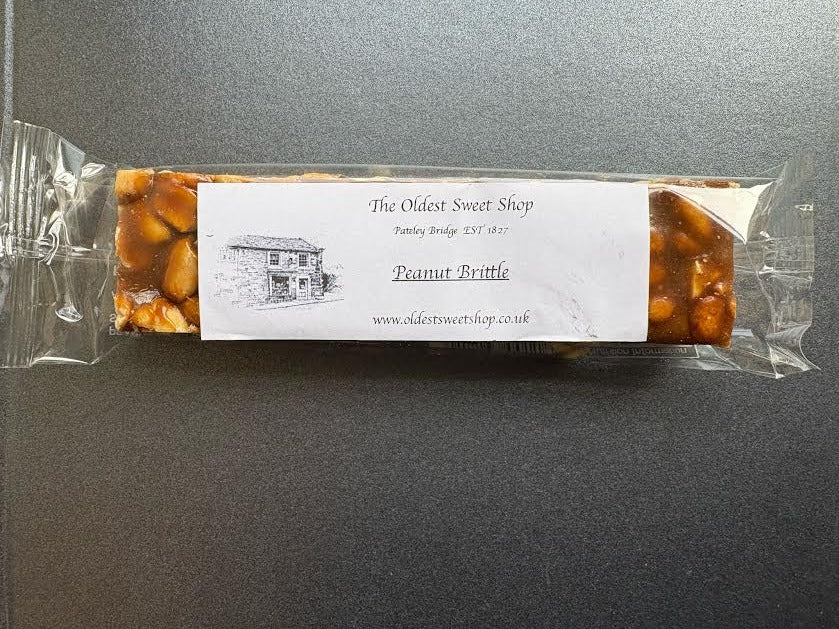 The Oldest Sweet Shop
Pateley Bridge EST 1827
Peanut Brittle
www.oldestsweetshop.co.uk